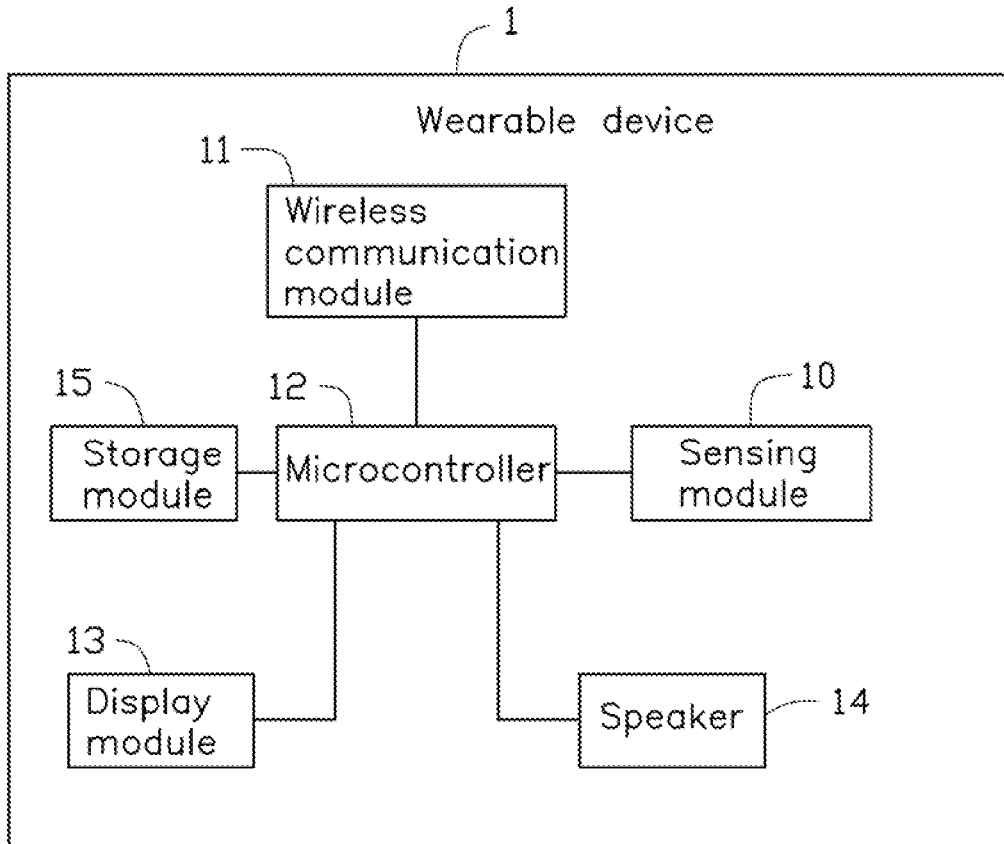 1
Wearable device
11
Wireless
communication
module
15
12
10
Storage
module
Microcontroller
Sensing
module
13
Display
module
Speaker
14